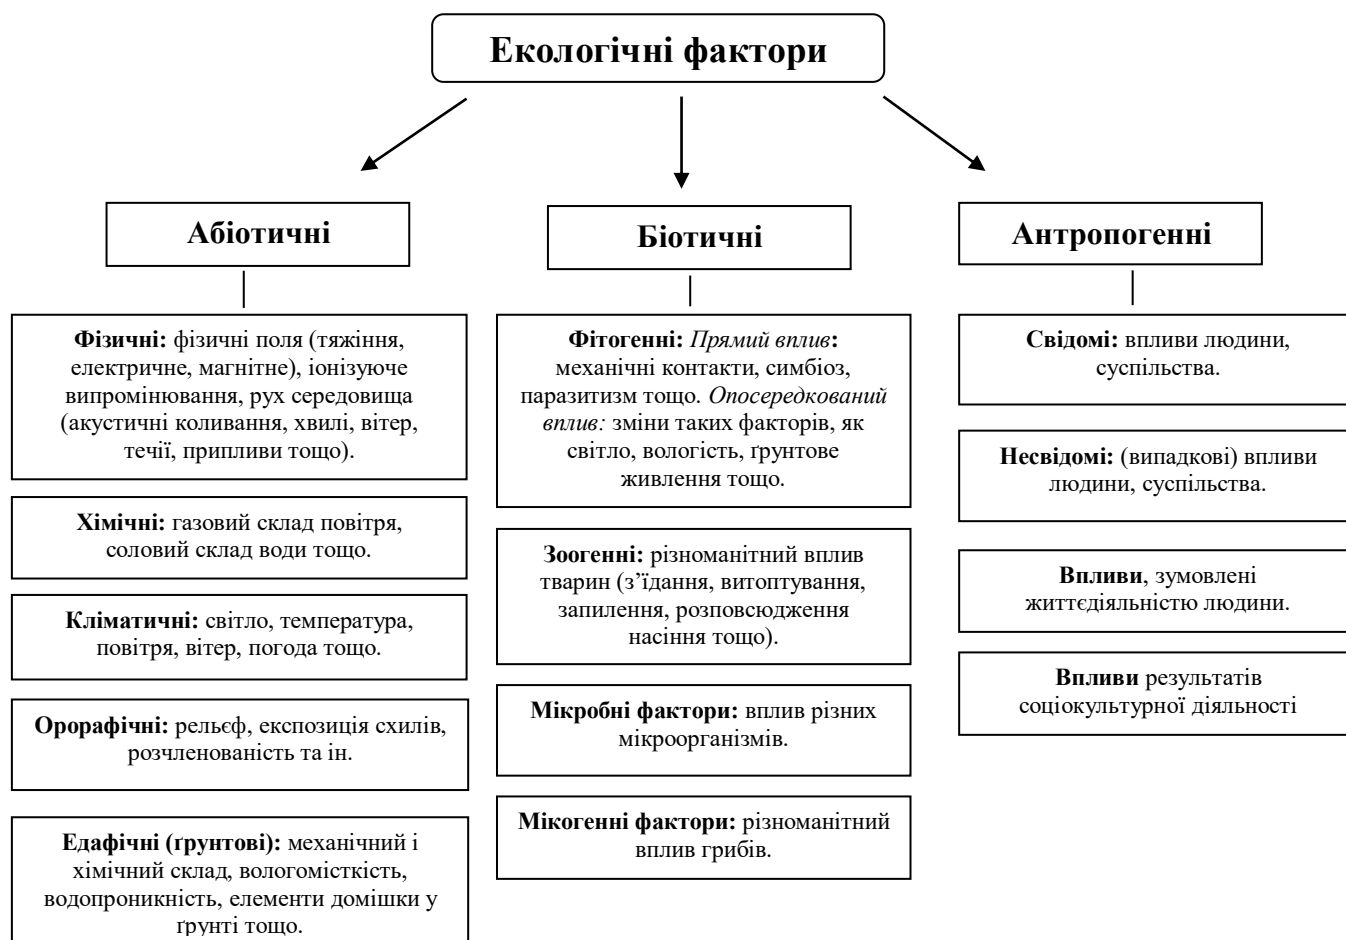 Екологічні фактори
Абіотичні
Фізичні: фізичні поля (тяжіння,
електричне, магнітне), іонізуюче
випромінювання, рух середовища
(акустичні коливання, хвилі, вітер,
течії, припливи тощо).
Хімічні: газовий склад повітря,
соловий склад води тощо.
Кліматичні: світло, температура,
повітря, вітер, погода тощо.
Орорафічні: рельєф, експозиція схилів,
розчленованість та ін.
Едафічні (ґрунтові): механічний і
хімічний склад, вологомісткість,
водопроникність, елементи домішки у
ґрунті тощо.
Біотичні
Фітогенні: Прямий вплив:
механічні контакти, симбіоз,
паразитизм тощо. Опосередкований
вплив: зміни таких факторів, як
світло, вологість, ґрунтове
живлення тощо.
Зоогенні: різноманітний вплив
тварин (з’їдання, витоптування,
запилення, розповсюдження
насіння тощо).
Мікробні фактори: вплив різних
мікроорганізмів.
Мікогенні фактори: різноманітний
вплив грибів.
Антропогенні
Свідомі: впливи людини,
суспільства.
Несвідомі: (випадкові) впливи
людини, суспільства.
Впливи, зумовлені
життєдіяльністю людини.
Впливи результатів
соціокультурної діяльності